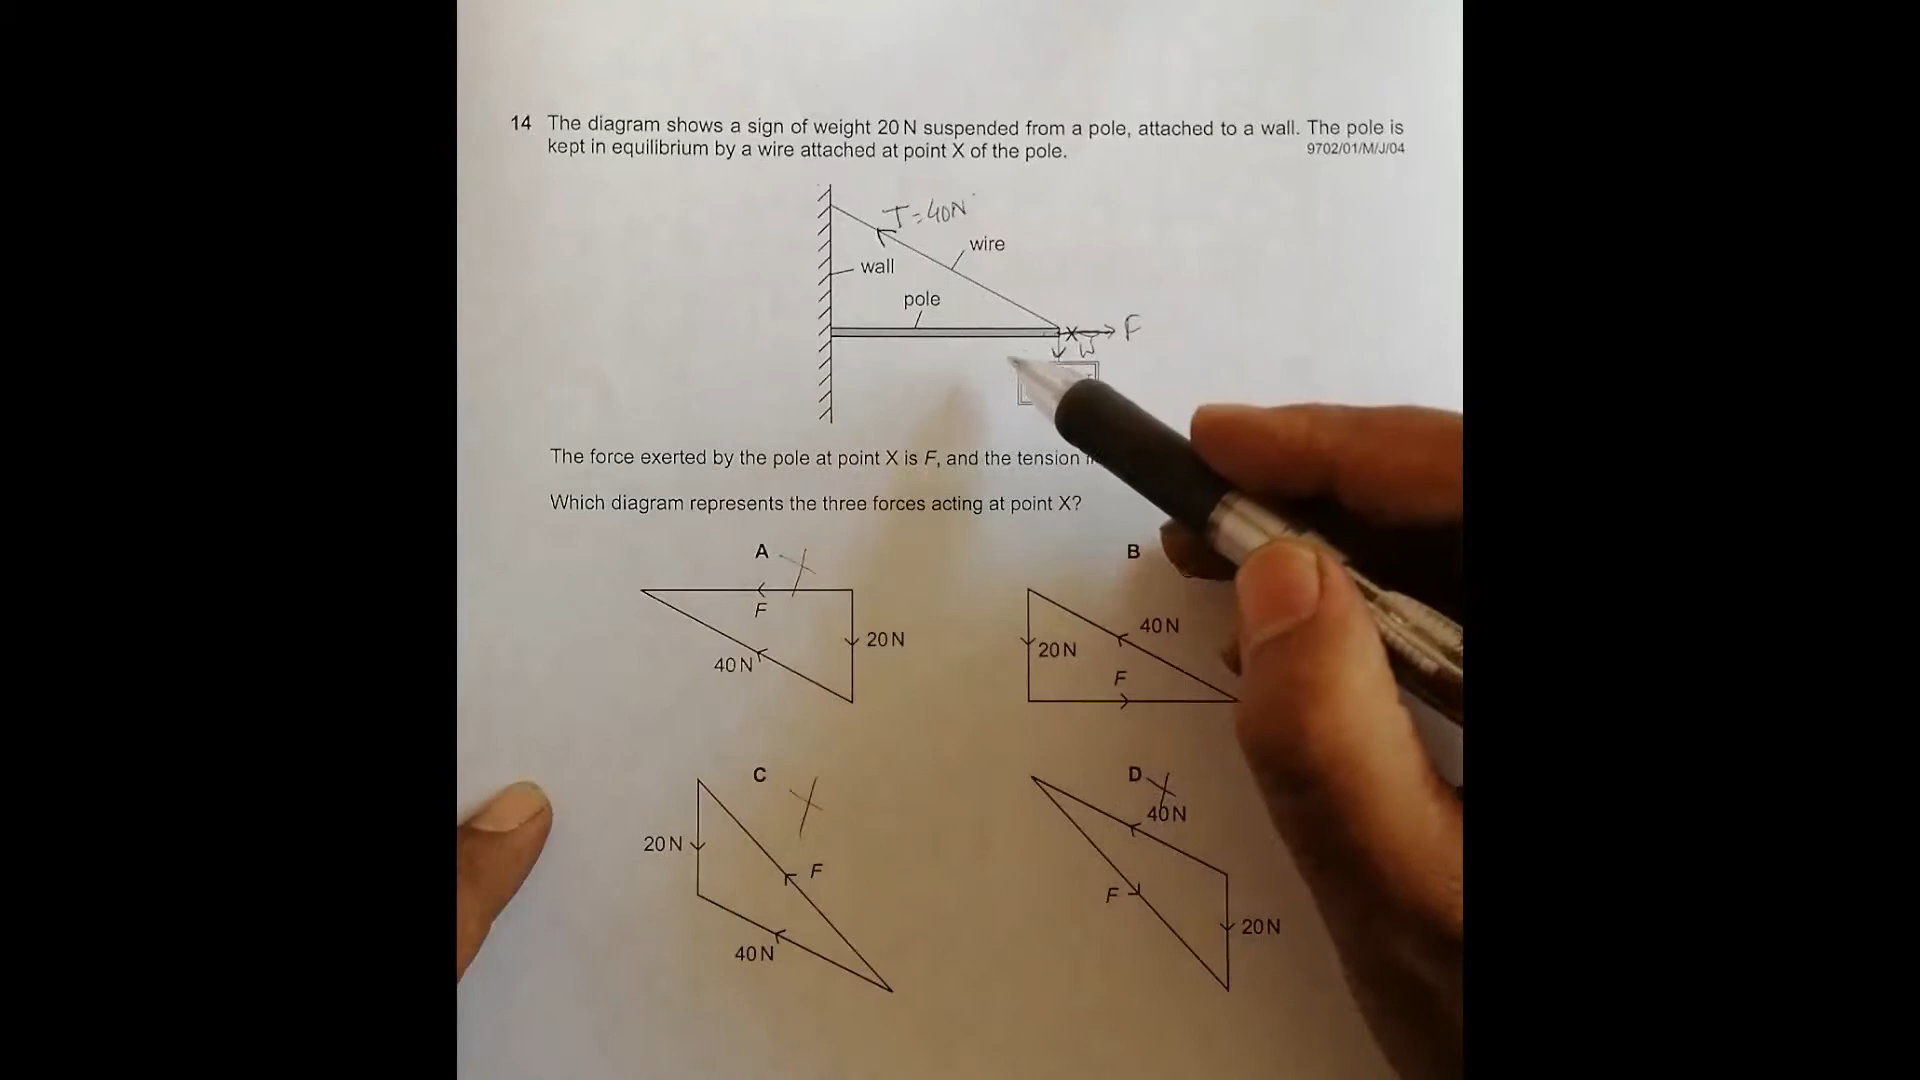 14 The diagram shows a sign of weight 20 N suspended from a pole, attached to a wall. The pole is
kept in equilibrium by a wire attached at point X of the pole.
9702/01/M/J/04
T=40N
wire
wall
pole
X
F
W
The force exerted by the pole at point X is F, and the tension
Which diagram represents the three forces acting at point X?
A
F
20 N
40 N
B
40 N
20 N
F
C
20 N
F
40 N
D
40 N
F
20 N